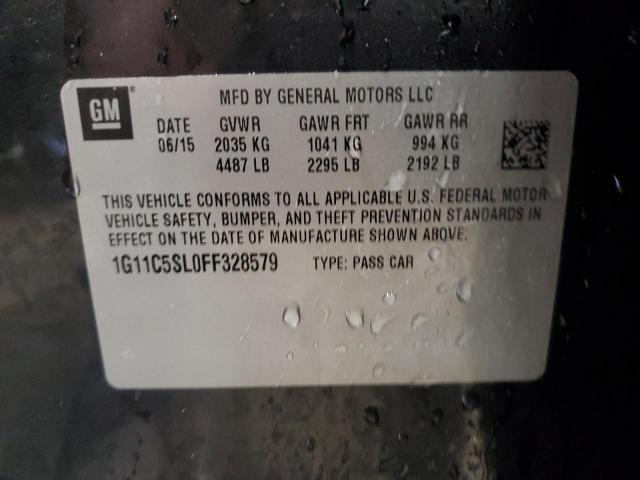 GM
MFD BY GENERAL MOTORS LLC
DATE GVWR GAWR FRT GAWR RR
06/15 2035 KG 1041 KG 994 KG
4487 LB 2295 LB 2192 LB
THIS VEHICLE CONFORMS TO ALL APPLICABLE U.S. FEDERAL MOTOR
VEHICLE SAFETY, BUMPER, AND THEFT PREVENTION STANDARDS IN
EFFECT ON THE DATE OF MANUFACTURE SHOWN ABOVE.
1G11C5SL0FF328579 TYPE: PASS CAR